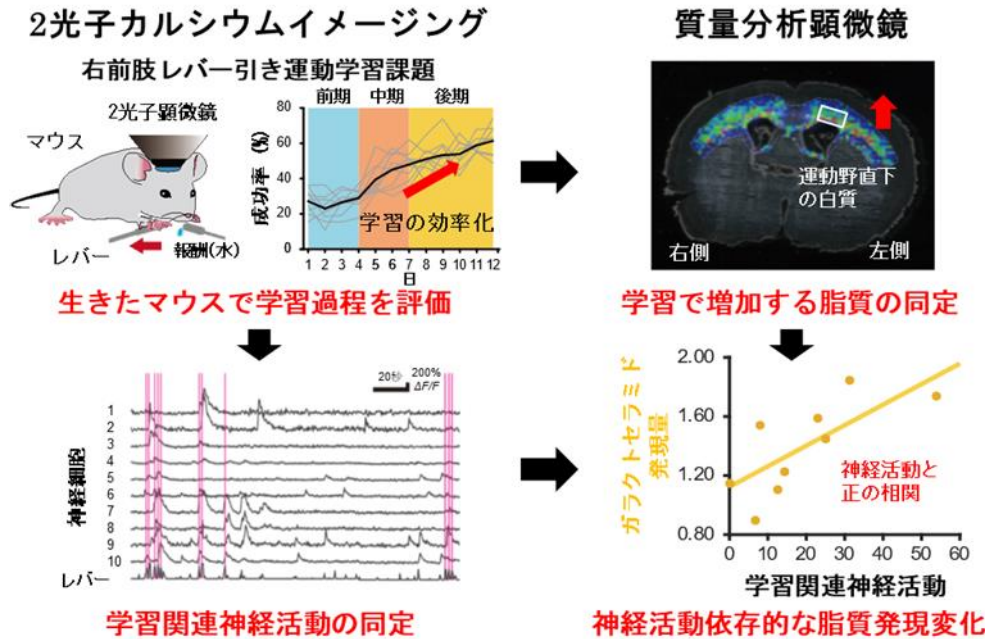 2光子カルシウムイメージング
右前肢レバー引き運動学習課題
2光子顕微鏡
マウス
レバー
報酬(水)
前期 中期 後期
成功率 (%)
80
60
40
20
0
学習の効率化
1 2 3 4 5 6 7 8 9 10 11 12
日
生きたマウスで学習過程を評価
質量分析顕微鏡
運動野直下
の白質
右側
左側
学習で増加する脂質の同定
20秒
200%
ΔF/F
神経細胞
1
2
3
4
5
6
7
8
9
10
レバー
学習関連神経活動の同定
ガラクトセラミド
発現量
2.00
1.60
1.20
0.80
神経活動と
正の相関
0 10 20 30 40 50 60
学習関連神経活動
神経活動依存的な脂質発現変化